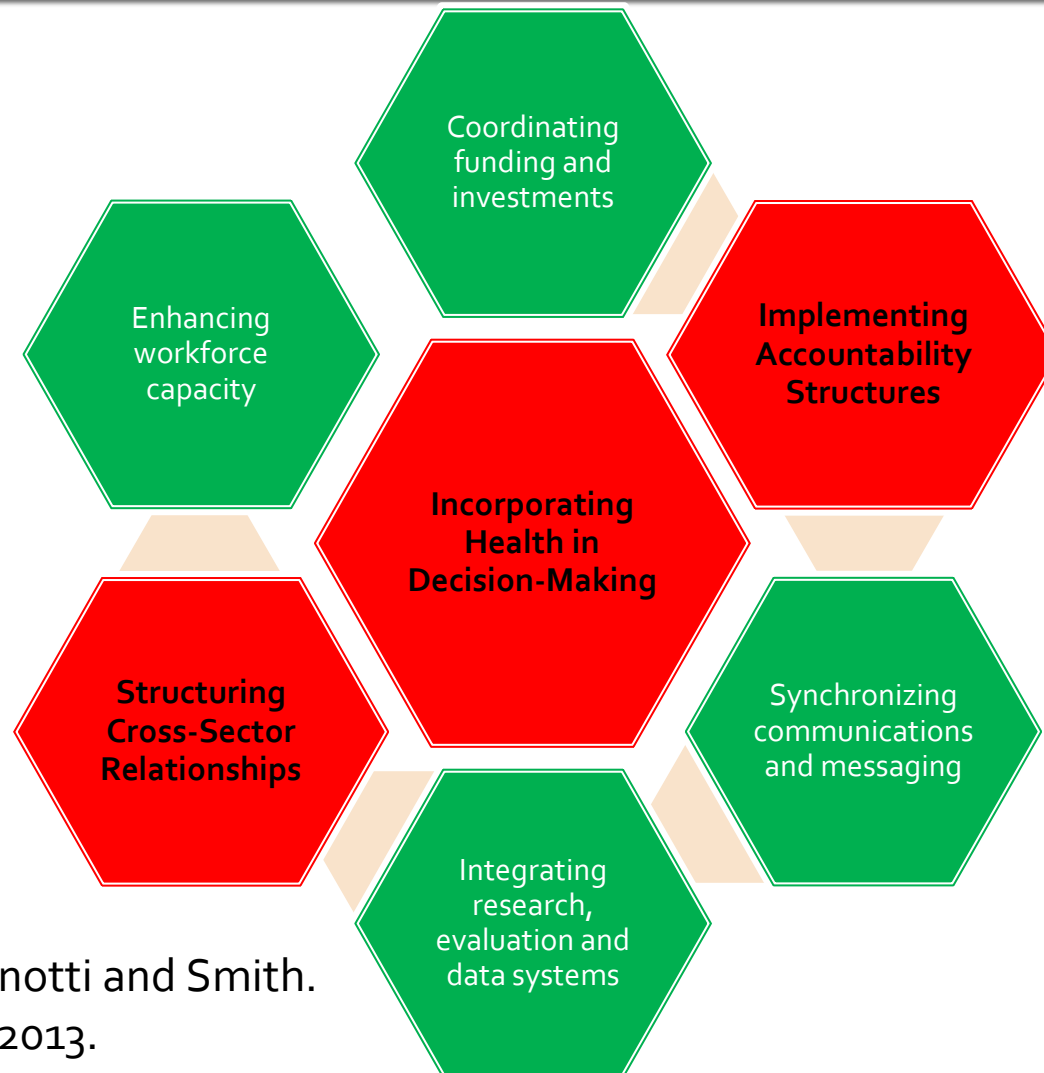 Coordinating
funding and
investments
Enhancing
workforce
capacity
Implementing
Accountability
Structures
Incorporating
Health in
Decision-Making
Structuring
Cross-Sector
Relationships
Synchronizing
communications
and messaging
Integrating
research,
evaluation and
data systems
and Smith.
2013.